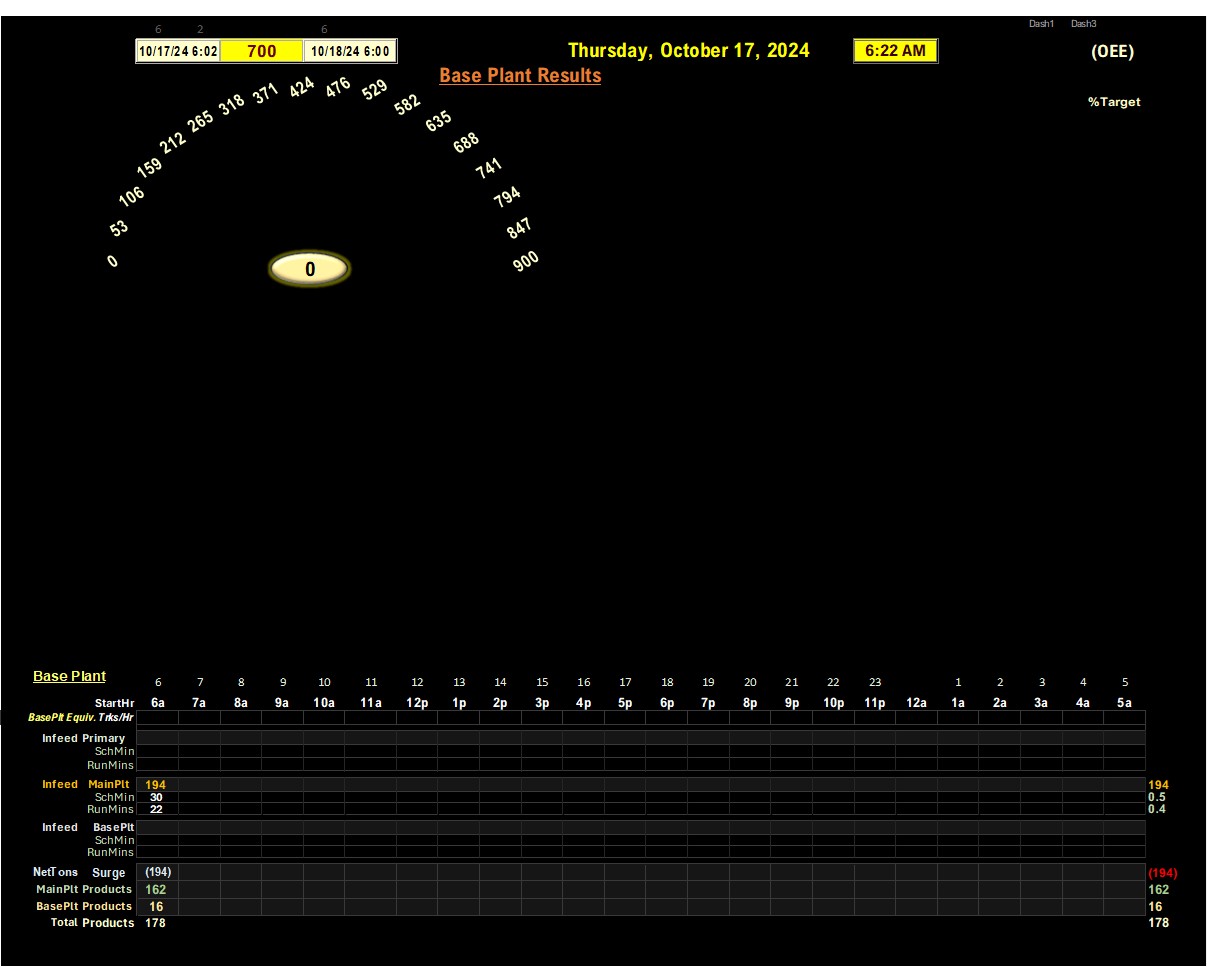 Dash1 Dash3
6 2 6
10/17/24 6:02 700 10/18/24 6:00 Thursday, October 17, 2024 6:22 AM (OEE)
Base Plant Results
%Target
0 53 106 159 212 265 318 371 424 476 529 582 635 688 741 794 847 900
0
Base Plant 6 7 8 9 10 11 12 13 14 15 16 17 18 19 20 21 22 23 1 2 3 4 5
StartHr 6a 7a 8a 9a 10a 11a 12p 1p 2p 3p 4p 5p 6p 7p 8p 9p 10p 11p 12a 1a 2a 3a 4a 5a
BasePlt Equiv. Trks/Hr
Infeed Primary
SchMin
RunMins
Infeed MainPlt 194 194
SchMin 30 0.5
RunMins 22 0.4
Infeed BasePlt
SchMin
RunMins
NetTons Surge (194) (194)
MainPlt Products 162 162
BasePlt Products 16 16
Total Products 178 178